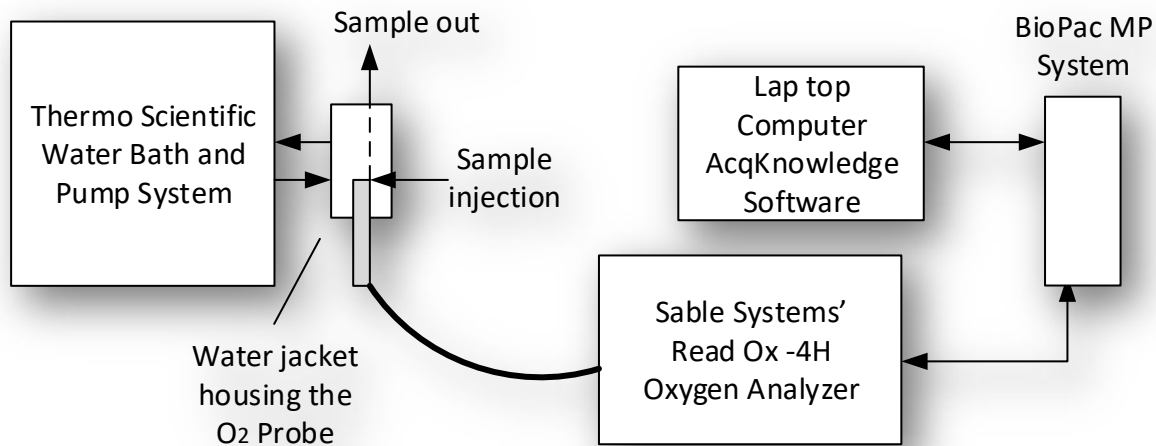 Thermo Scientific
Water Bath and
Pump System
Sample out
Sample
injection
Water jacket
housing the
O2 Probe
Lap top
Computer
AcqKnowledge
Software
BioPac MP
System
Sable Systems’
Read Ox -4H
Oxygen Analyzer